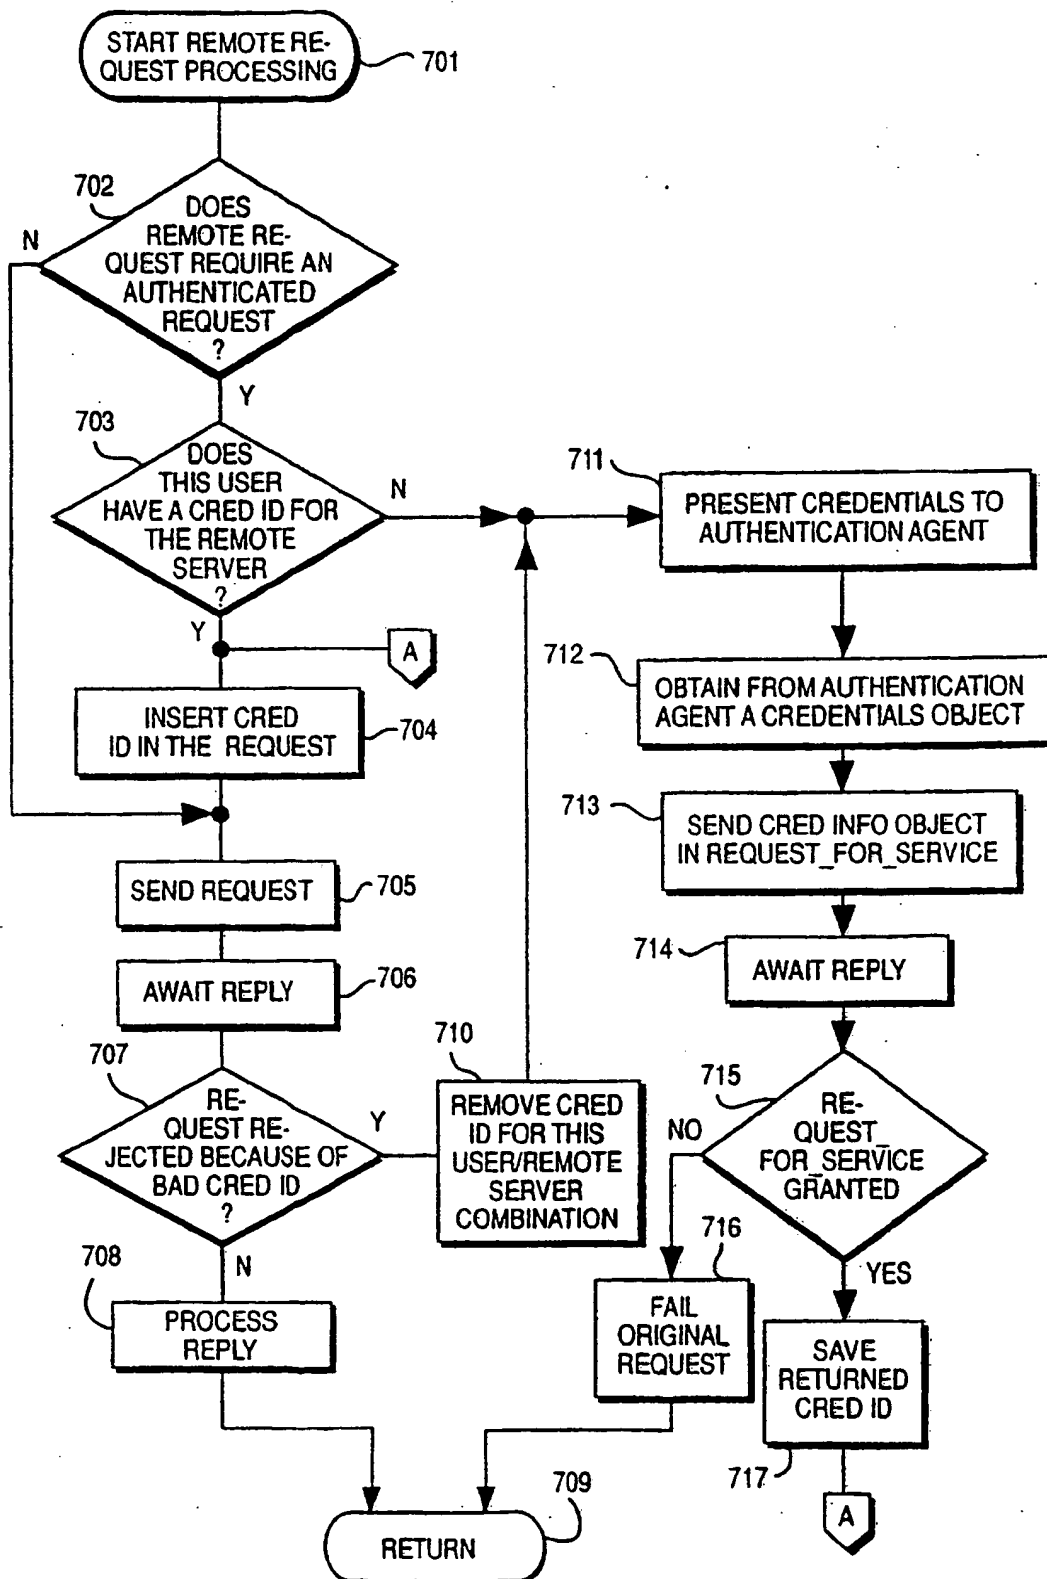 START REMOTE RE-
QUEST PROCESSING
701
702
DOES
REMOTE RE-
QUEST REQUIRE AN
AUTHENTICATED
REQUEST
?
N
Y
703
DOES
THIS USER
HAVE A CRED ID FOR
THE REMOTE
SERVER
?
N
Y
A
INSERT CRED
ID IN THE REQUEST
704
SEND REQUEST
705
AWAIT REPLY
706
707
RE-
QUEST RE-
JECTED BECAUSE OF
BAD CRED ID
?
Y
N
708
PROCESS
REPLY
710
REMOVE CRED
ID FOR THIS
USER/REMOTE
SERVER
COMBINATION
711
PRESENT CREDENTIALS TO
AUTHENTICATION AGENT
712
OBTAIN FROM AUTHENTICATION
AGENT A CREDENTIALS OBJECT
713
SEND CRED INFO OBJECT
IN REQUEST_FOR_SERVICE
714
AWAIT REPLY
715
RE-
QUEST_
FOR_SERVICE
GRANTED
NO
YES
716
FAIL
ORIGINAL
REQUEST
SAVE
RETURNED
CRED ID
717
A
709
RETURN